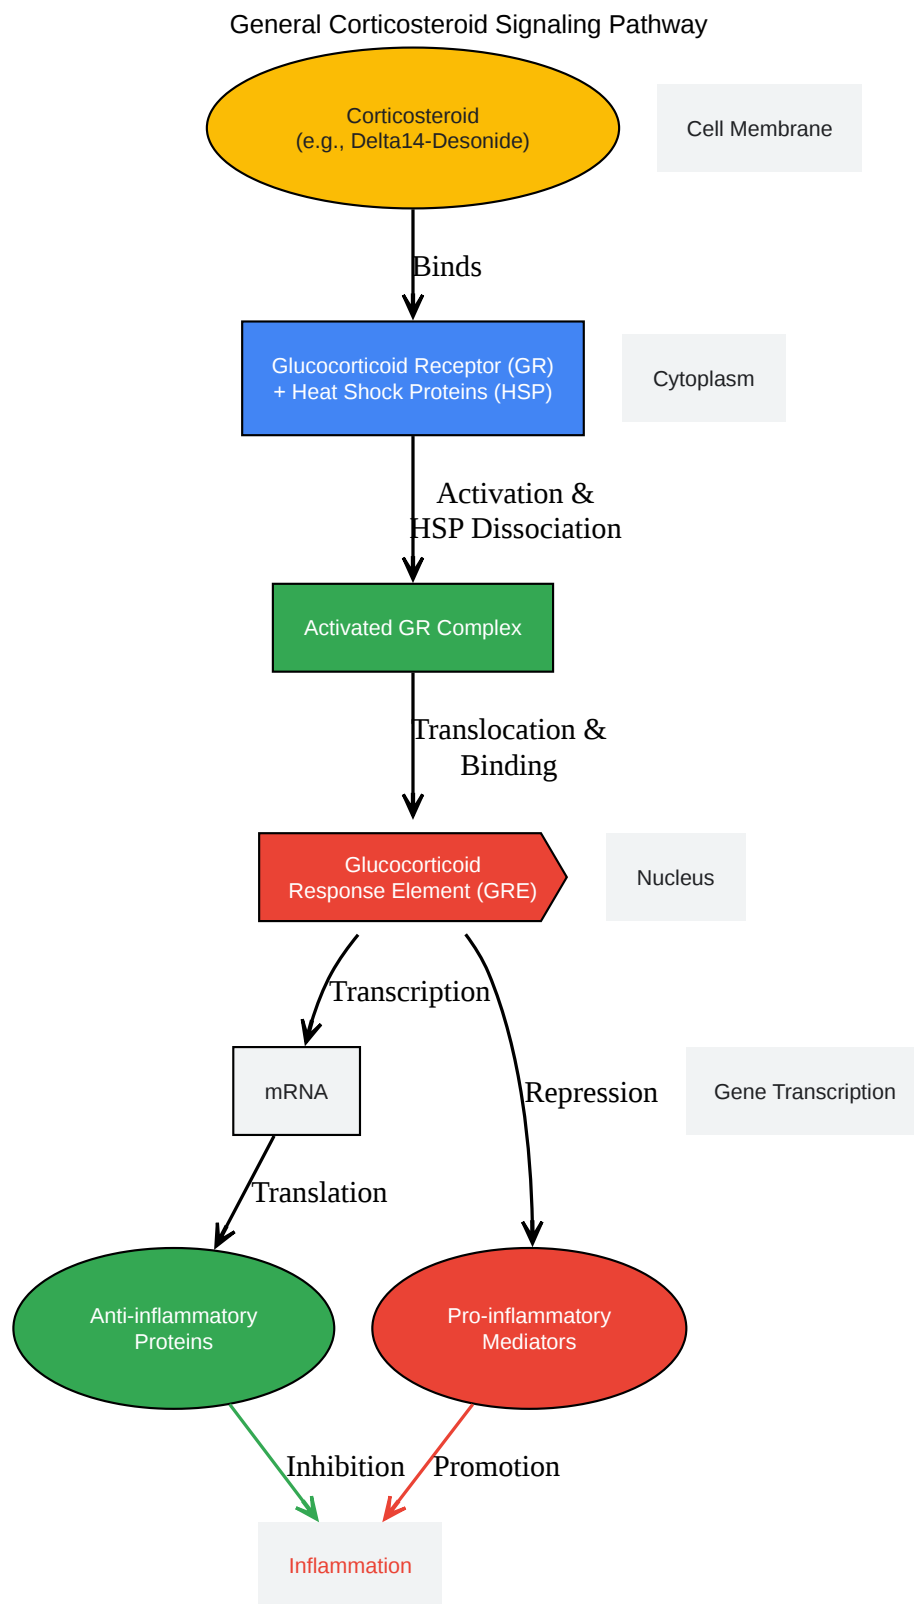 General Corticosteroid Signaling Pathway
Corticosteroid
(e.g., Delta14-Desonide)
Cell Membrane
Binds
Glucocorticoid Receptor (GR)
+ Heat Shock Proteins (HSP)
Cytoplasm
Activation &
HSP Dissociation
Activated GR Complex
Translocation &
Binding
Glucocorticoid
Response Element (GRE)
Nucleus
Transcription
mRNA
Repression
Gene Transcription
Translation
Anti-inflammatory
Proteins
Pro-inflammatory
Mediators
Inhibition
Promotion
Inflammation